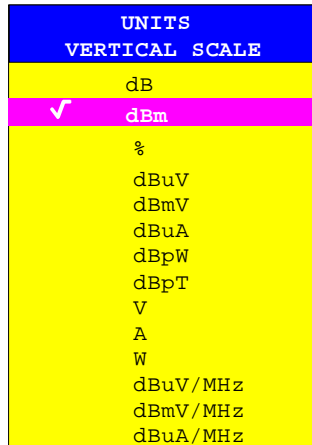 UNITS
VERTICAL SCALE
dB
√ dBm
%
dBuV
dBmV
dBuA
dBpW
dBpT
V
A
W
dBuV/MHz
dBmV/MHz
dBuA/MHz